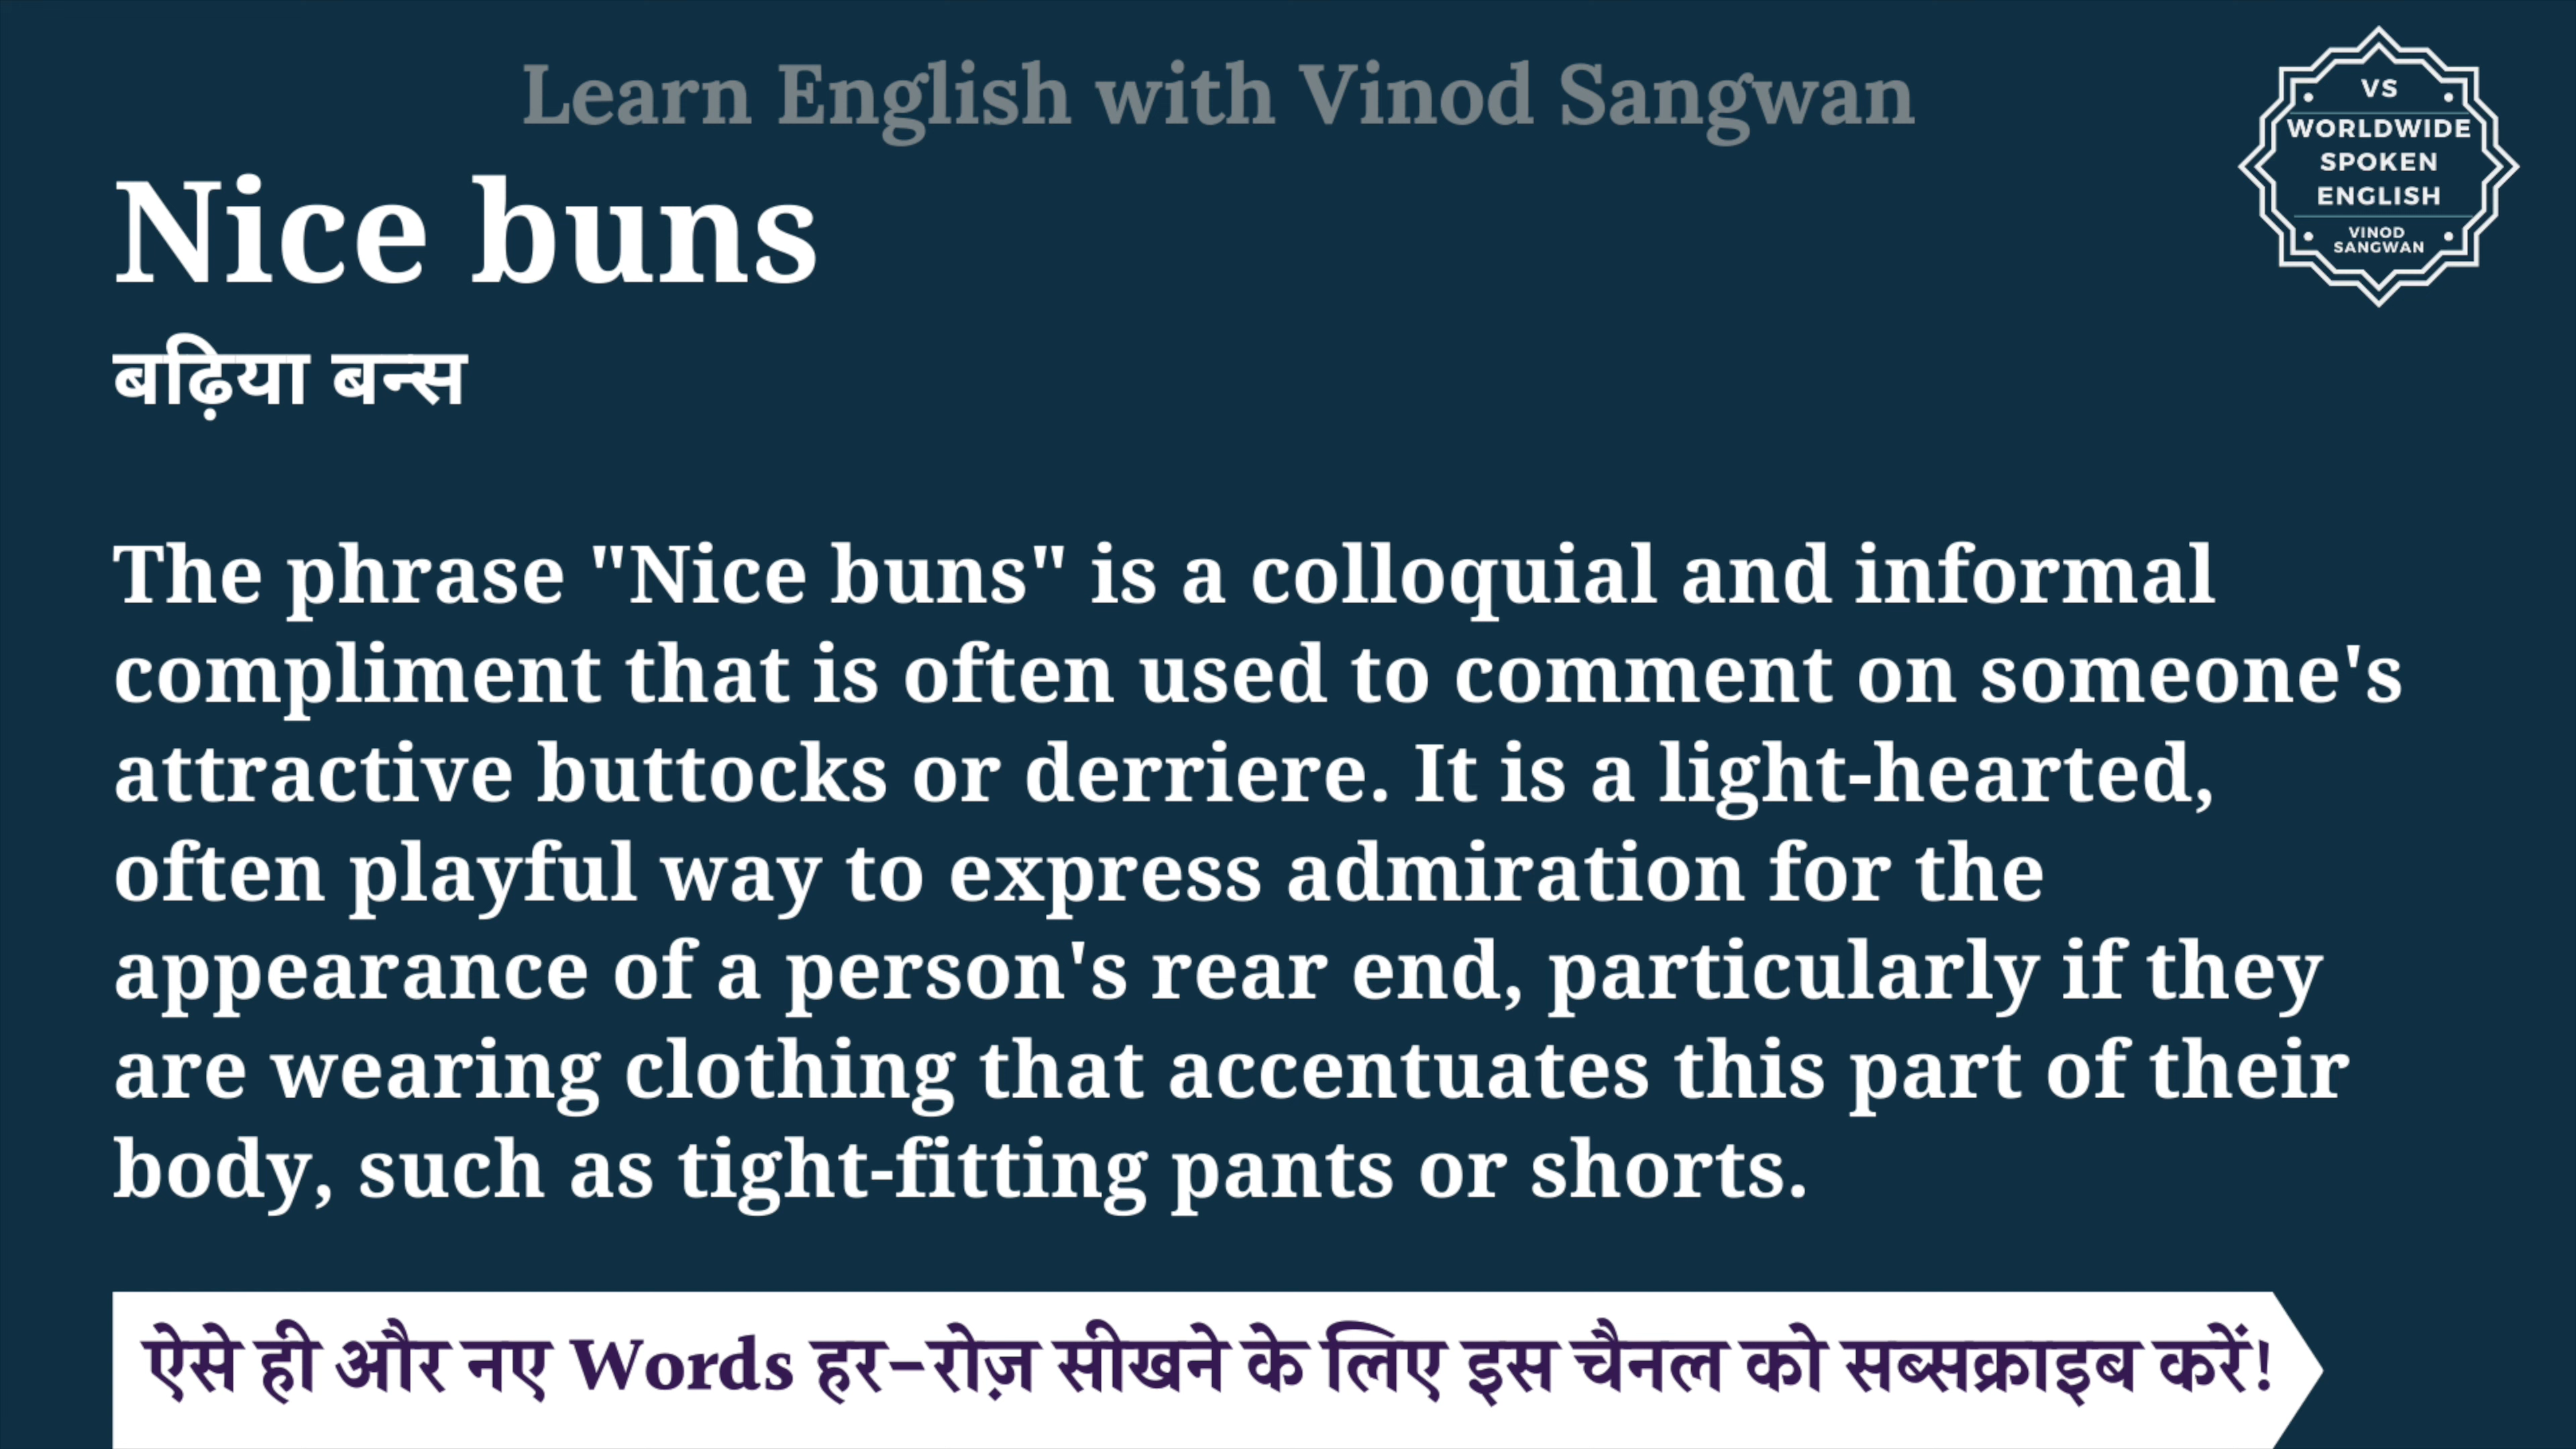 Learn English with Vinod Sangwan
VS
WORLDWIDE
SPOKEN
ENGLISH
VINOD
SANGWAN
Nice buns
बढ़िया बन्स
The phrase "Nice buns" is a colloquial and informal
compliment that is often used to comment on someone's
attractive buttocks or derriere. It is a light-hearted,
often playful way to express admiration for the
appearance of a person's rear end, particularly if they
are wearing clothing that accentuates this part of their
body, such as tight-fitting pants or shorts.
ऐसे ही और नए Words हर-रोज़ सीखने के लिए इस चैनल को सब्सक्राइब करें!